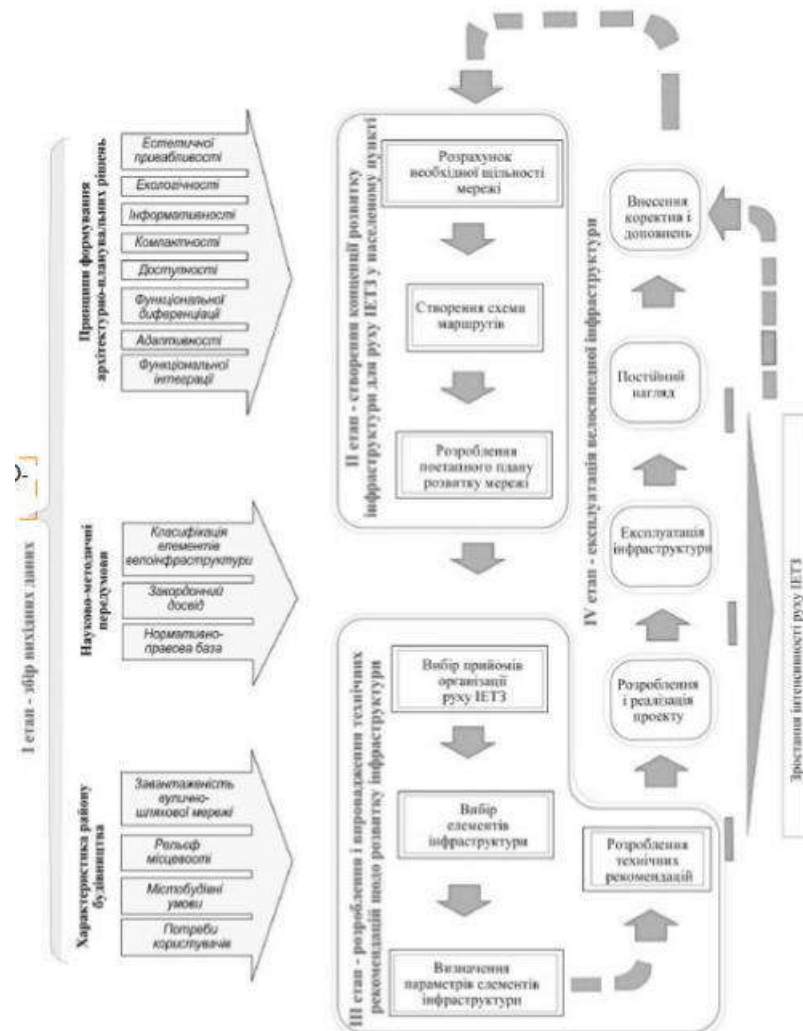 I етап - збір вихідних даних
Принципи формування
архітектурно-планувальних рішень
Естетичної
привабливості
Екологічності
Інформативності
Компактності
Доступності
Функціональної
диференціації
Адаптивності
Функціональної
інтеграції
Науково-методичні
передумови
Класифікація
елементів
велоінфраструктури
Закордонний
досвід
Нормативно-
правова база
Характеристика району
будівництва
Завантаженість
вулично-
шляхової мережі
Рельєф
місцевості
Містобудівні
умови
Потреби
користувачів
II етап - створення концепції розвитку
інфраструктури для руху ІЕТЗ у населеному пункті
Розрахунок
необхідної щільності
мережі
Створення схеми
маршрутів
Розроблення
поетапного плану
розвитку мережі
III етап - розроблення і впровадження технічних
рекомендацій щодо розвитку інфраструктури
Вибір прийомів
організації
руху ІЕТЗ
Вибір
елементів
інфраструктури
Визначення
параметрів елементів
інфраструктури
Розроблення
технічних
рекомендацій
IV етап - експлуатація велосипедної інфраструктури
Розроблення
і реалізація
проекту
Експлуатація
інфраструктури
Постійний
нагляд
Внесення
коректив і
доповнень
Зростання інтенсивності руху ІЕТЗ